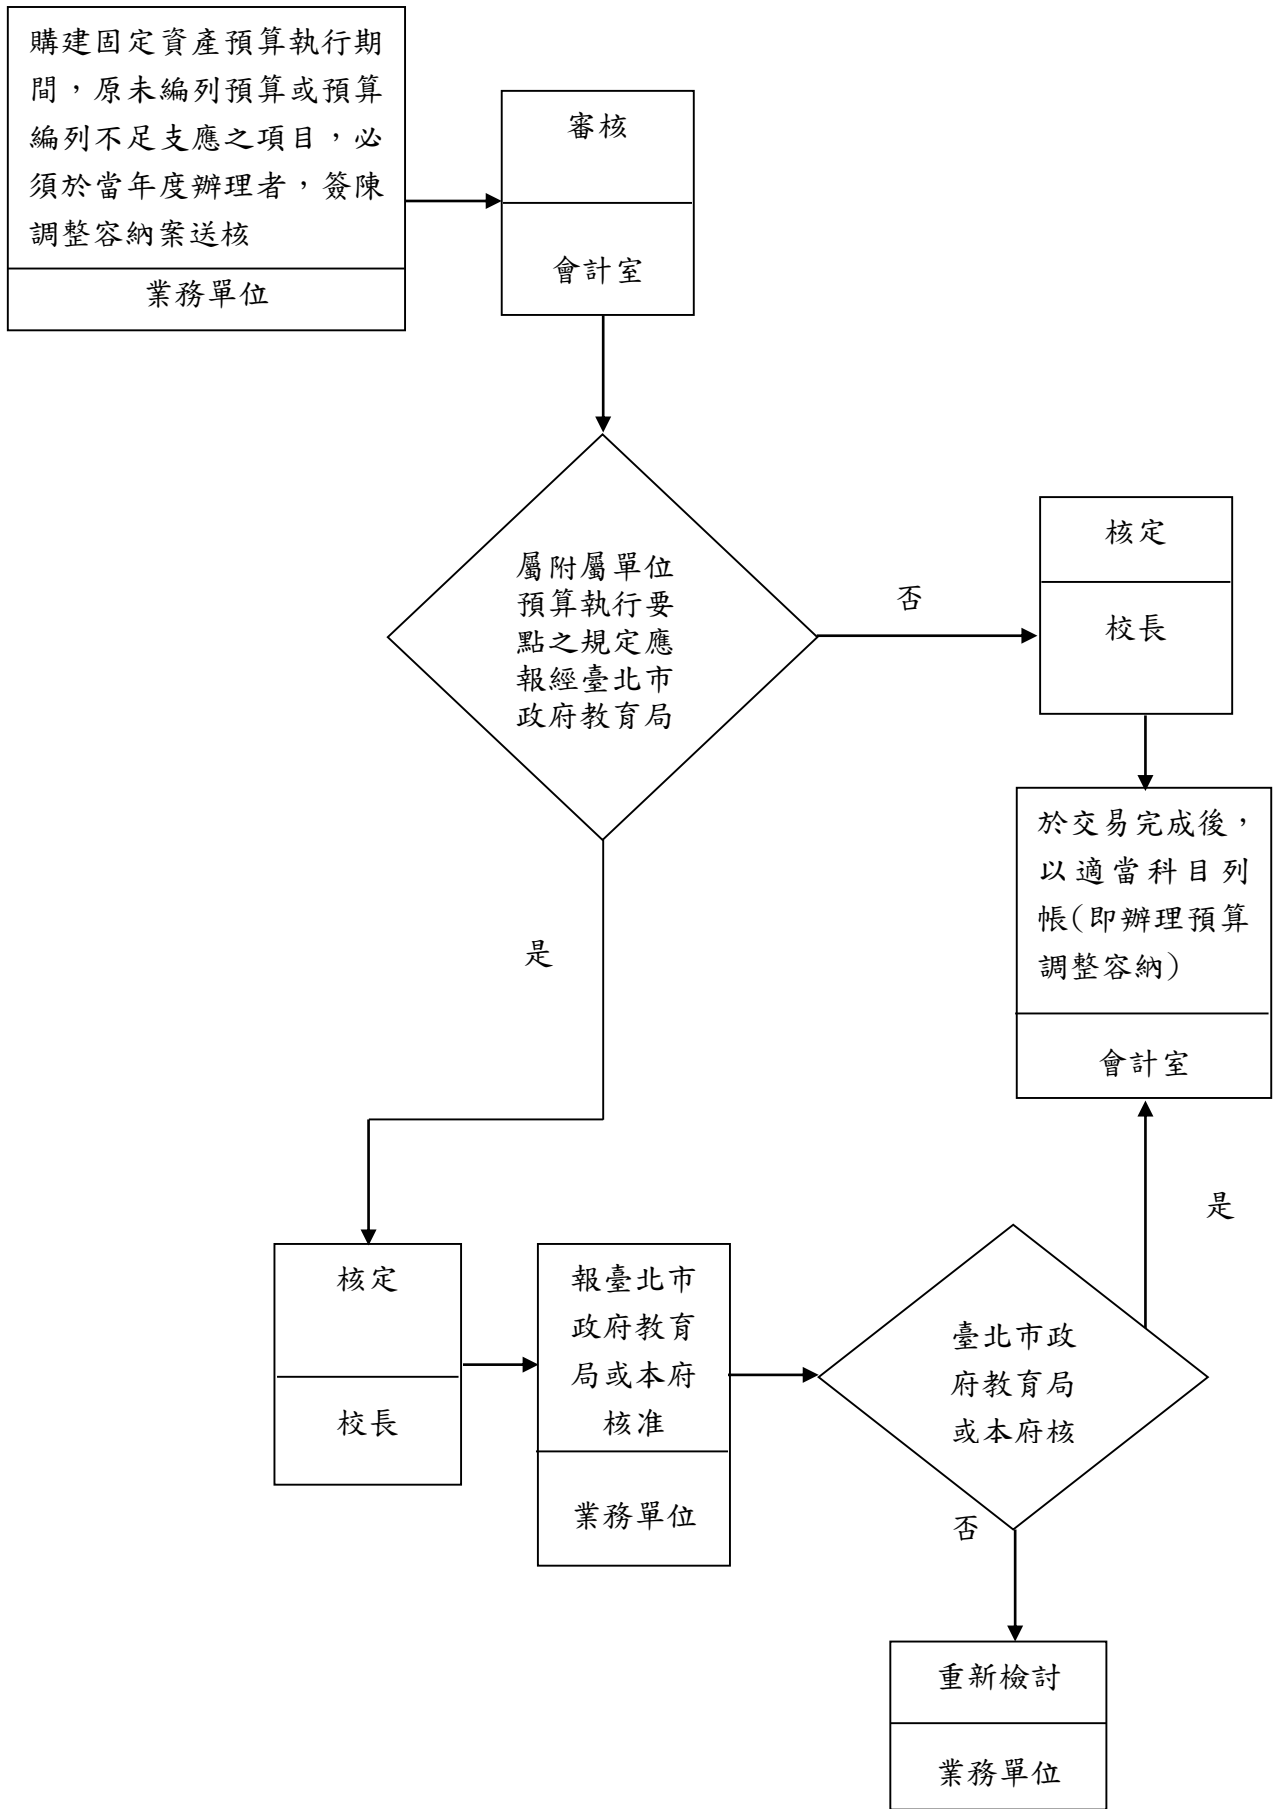 購建固定資產預算執行期
間，原未編列預算或預算
編列不足支應之項目，必
須於當年度辦理者，簽陳
調整容納案送核
業務單位
審核
會計室
屬附屬單位
預算執行要
點之規定應
報經臺北市
政府教育局
否
核定
校長
於交易完成後，
以適當科目列
帳(即辦理預算
調整容納)
會計室
是
是
核定
校長
報臺北市
政府教育
局或本府
核准
業務單位
臺北市政
府教育局
或本府核
否
重新檢討
業務單位